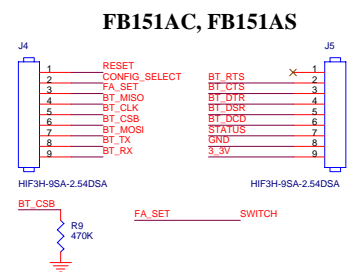 FB151AC, FB151AS
J4
J5
1 RESET
2 CONFIG_SELECT
3 FA_SET
4 BT_MISO
5 BT_CLK
6 BT_CSB
7 BT_MOSI
8 BT_TX
9 BT_RX
1
BT_RTS 2
BT_CTS 3
BT_DTR 4
BT_DSR 5
BT_DCD 6
STATUS 7
GND 8
3_3V 9
HIF3H-9SA-2.54DSA
HIF3H-9SA-2.54DSA
BT_CSB
FA_SET SWITCH
R9
470K